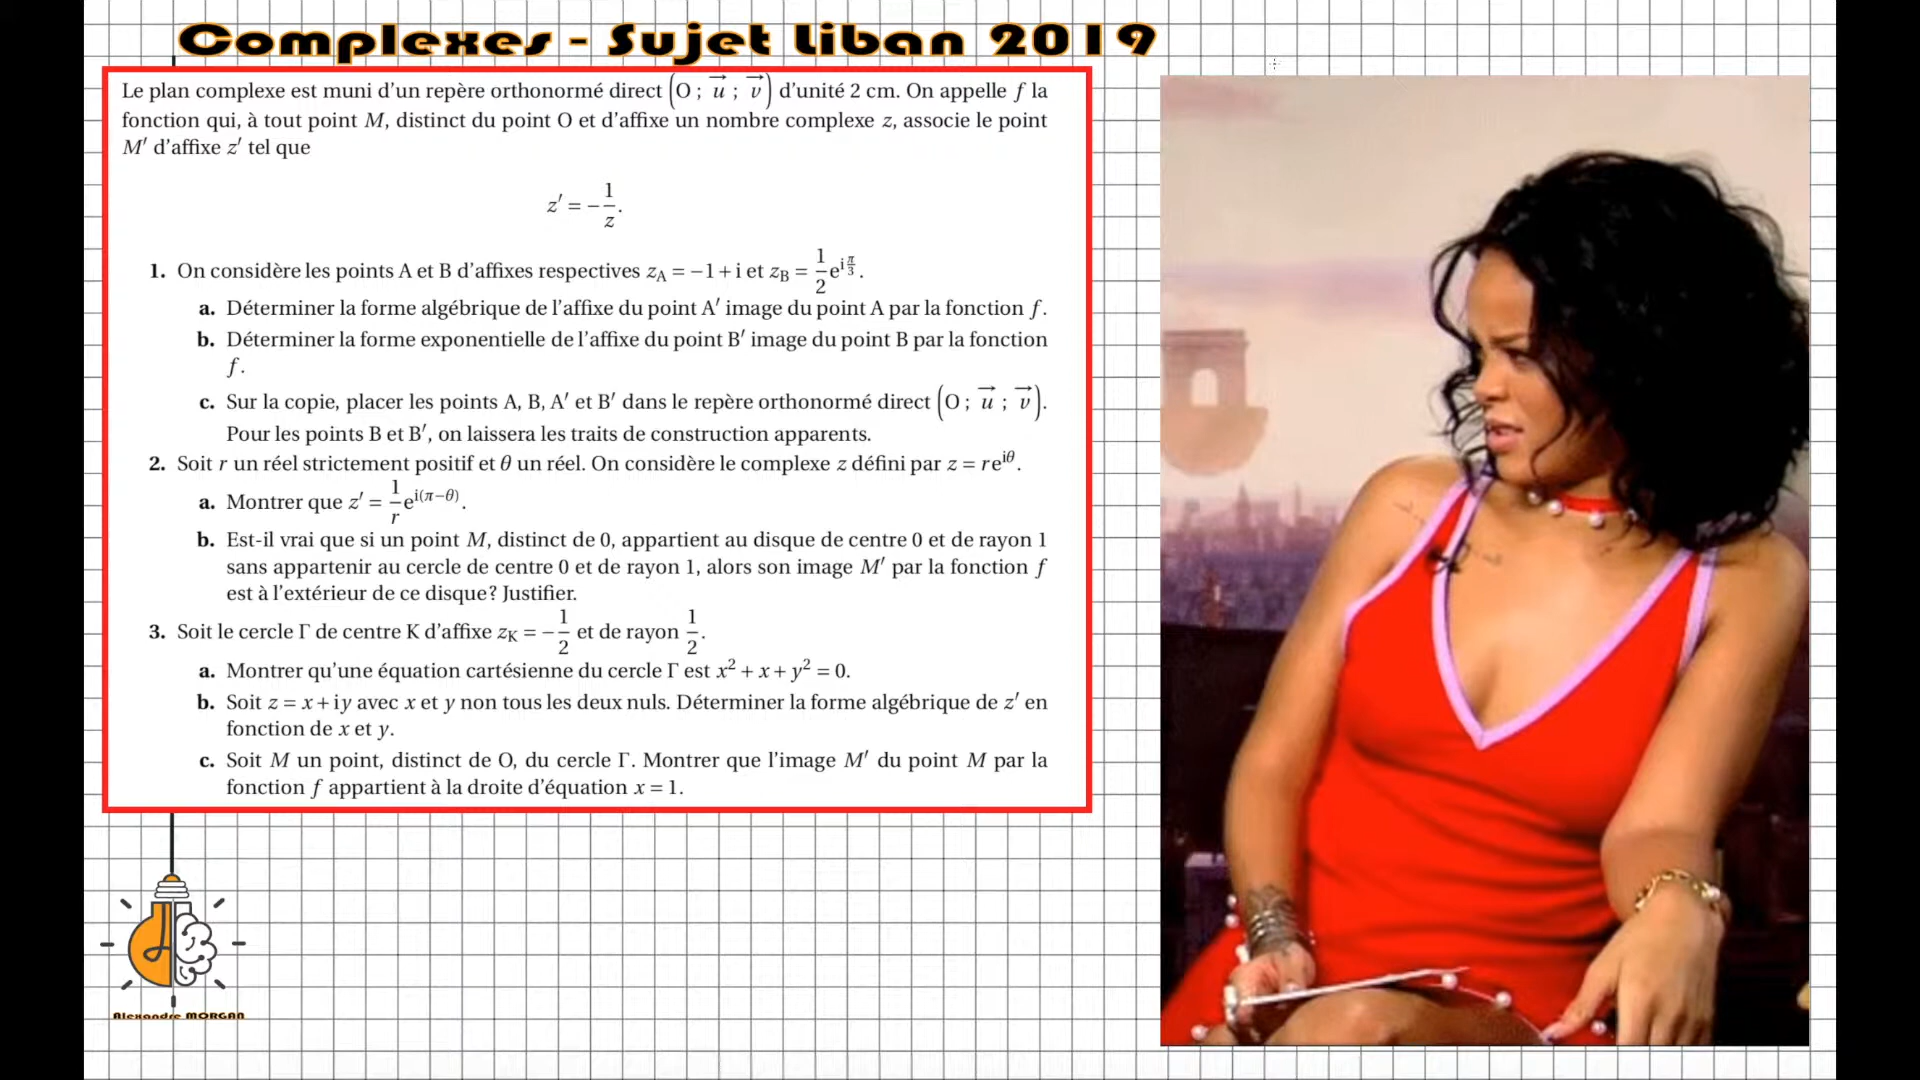 Complexes - Sujet Liban 2019
Le plan complexe est muni d'un repère orthonormé direct (O ; u⃗ ; v⃗) d'unité 2 cm. On appelle f la
fonction qui, à tout point M, distinct du point O et d'affixe un nombre complexe z, associe le point
M′ d'affixe z′ tel que
z′ = −1/z.
1. On considère les points A et B d'affixes respectives z_A = −1 + i et z_B = 1/2 e^{iπ/3}.
a. Déterminer la forme algébrique de l'affixe du point A′ image du point A par la fonction f.
b. Déterminer la forme exponentielle de l'affixe du point B′ image du point B par la fonction
f.
c. Sur la copie, placer les points A, B, A′ et B′ dans le repère orthonormé direct (O ; u⃗ ; v⃗).
Pour les points B et B′, on laissera les traits de construction apparents.
2. Soit r un réel strictement positif et θ un réel. On considère le complexe z défini par z = re^{iθ}.
a. Montrer que z′ = 1/r e^{i(π−θ)}.
b. Est-il vrai que si un point M, distinct de 0, appartient au disque de centre 0 et de rayon 1
sans appartenir au cercle de centre 0 et de rayon 1, alors son image M′ par la fonction f
est à l'extérieur de ce disque? Justifier.
3. Soit le cercle Γ de centre K d'affixe z_K = −1/2 et de rayon 1/2.
a. Montrer qu'une équation cartésienne du cercle Γ est x² + x + y² = 0.
b. Soit z = x + iy avec x et y non tous les deux nuls. Déterminer la forme algébrique de z′ en
fonction de x et y.
c. Soit M un point, distinct de O, du cercle Γ. Montrer que l'image M′ du point M par la
fonction f appartient à la droite d'équation x = 1.
Alexandre MORGAN